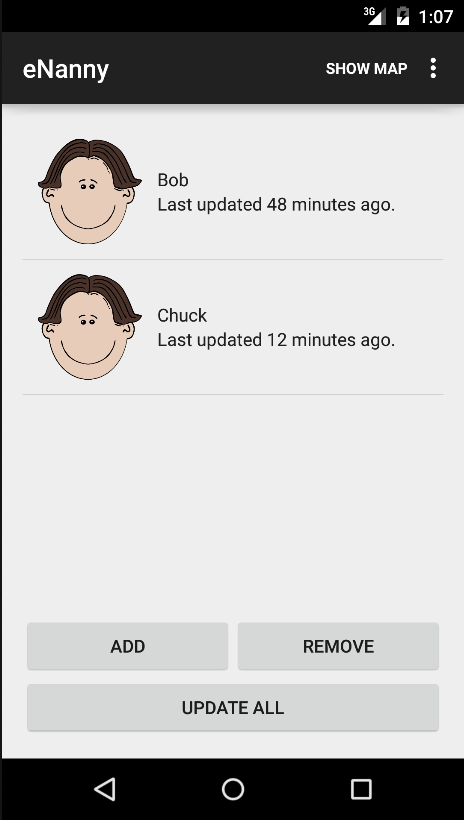 3G 1:07
eNanny SHOW MAP
Bob
Last updated 48 minutes ago.
Chuck
Last updated 12 minutes ago.
ADD REMOVE
UPDATE ALL